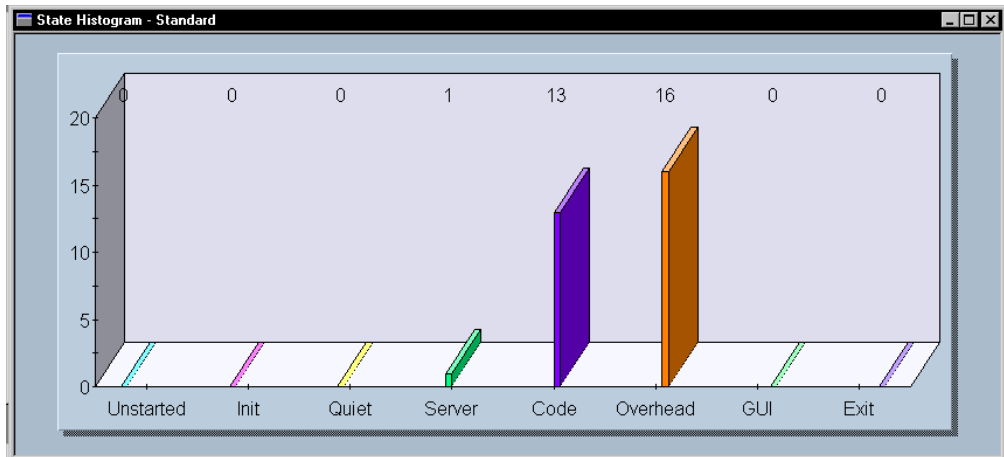 State Histogram - Standard
0 0 0 1 13 16 0 0
20
15
10
5
0
Unstarted Init Quiet Server Code Overhead GUI Exit